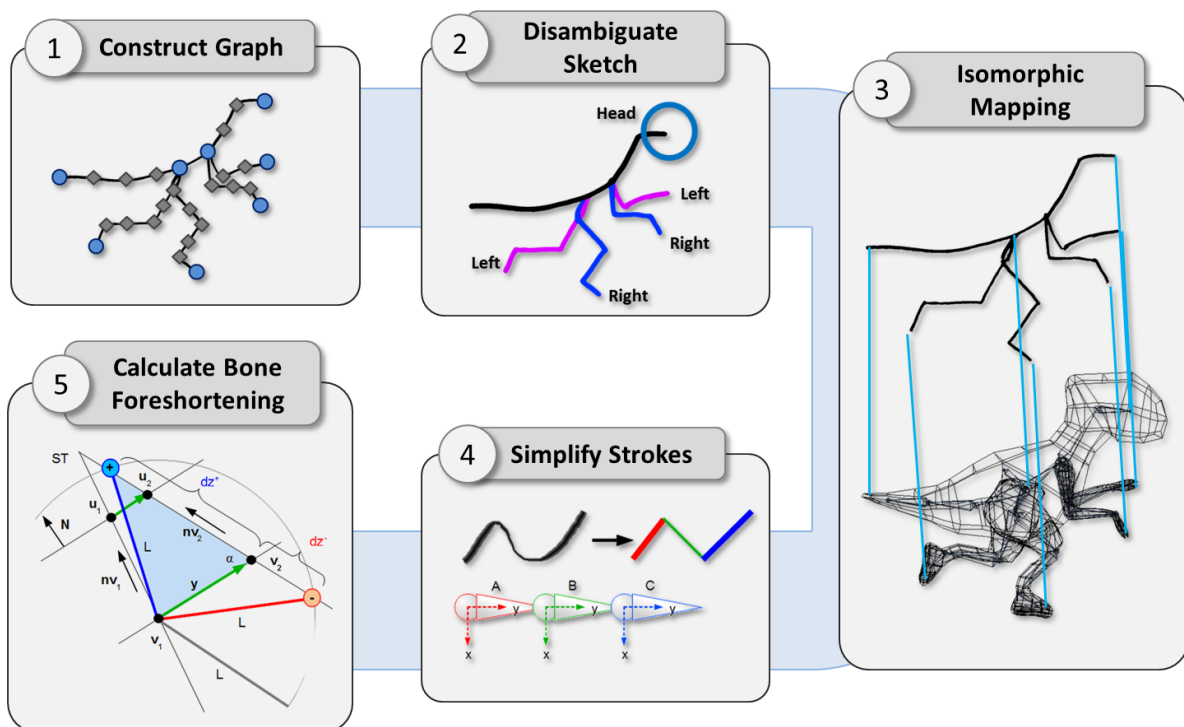 1
Construct Graph
2
Disambiguate
Sketch
Head
Left
Right
Left
Right
3
Isomorphic
Mapping
4
Simplify Strokes
A B C
y y y
x x x
5
Calculate Bone
Foreshortening
ST
+
u2
dz+
u1
N
nv2
L
dz-
nv1
α
v2
y
-
v1
L
L